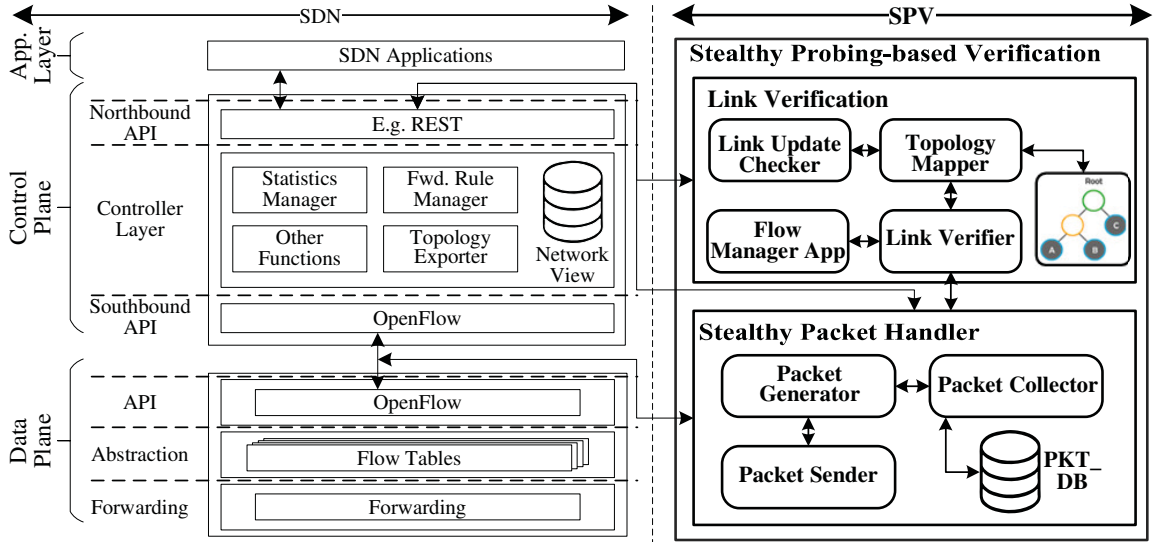 SDN
App.
Layer
SDN Applications
Control
Plane
Northbound
API
E.g. REST
Controller
Layer
Statistics
Manager
Fwd. Rule
Manager
Other
Functions
Topology
Exporter
Network
View
Southbound
API
OpenFlow
Data
Plane
API
OpenFlow
Abstraction
Flow Tables
Forwarding
Forwarding
SPV
Stealthy Probing-based Verification
Link Verification
Link Update
Checker
Topology
Mapper
Root
A
B
C
Flow
Manager App
Link Verifier
Stealthy Packet Handler
Packet
Generator
Packet Collector
Packet Sender
PKT_
DB